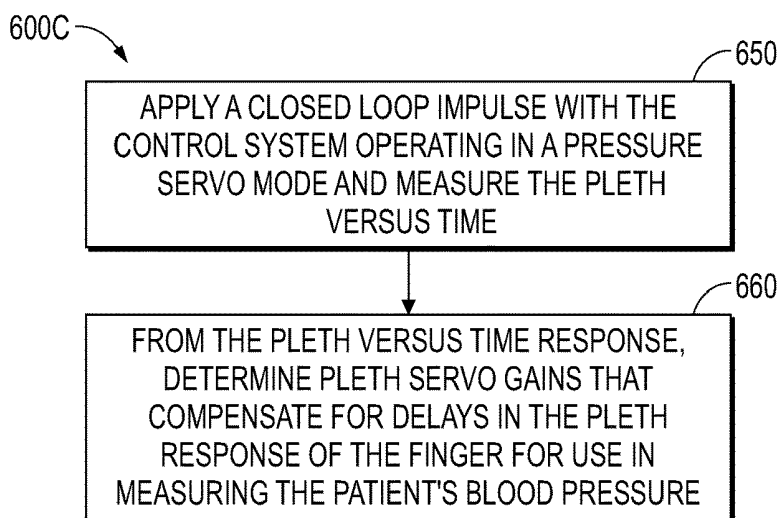 600C
650
APPLY A CLOSED LOOP IMPULSE WITH THE
CONTROL SYSTEM OPERATING IN A PRESSURE
SERVO MODE AND MEASURE THE PLETH
VERSUS TIME
660
FROM THE PLETH VERSUS TIME RESPONSE,
DETERMINE PLETH SERVO GAINS THAT
COMPENSATE FOR DELAYS IN THE PLETH
RESPONSE OF THE FINGER FOR USE IN
MEASURING THE PATIENT'S BLOOD PRESSURE